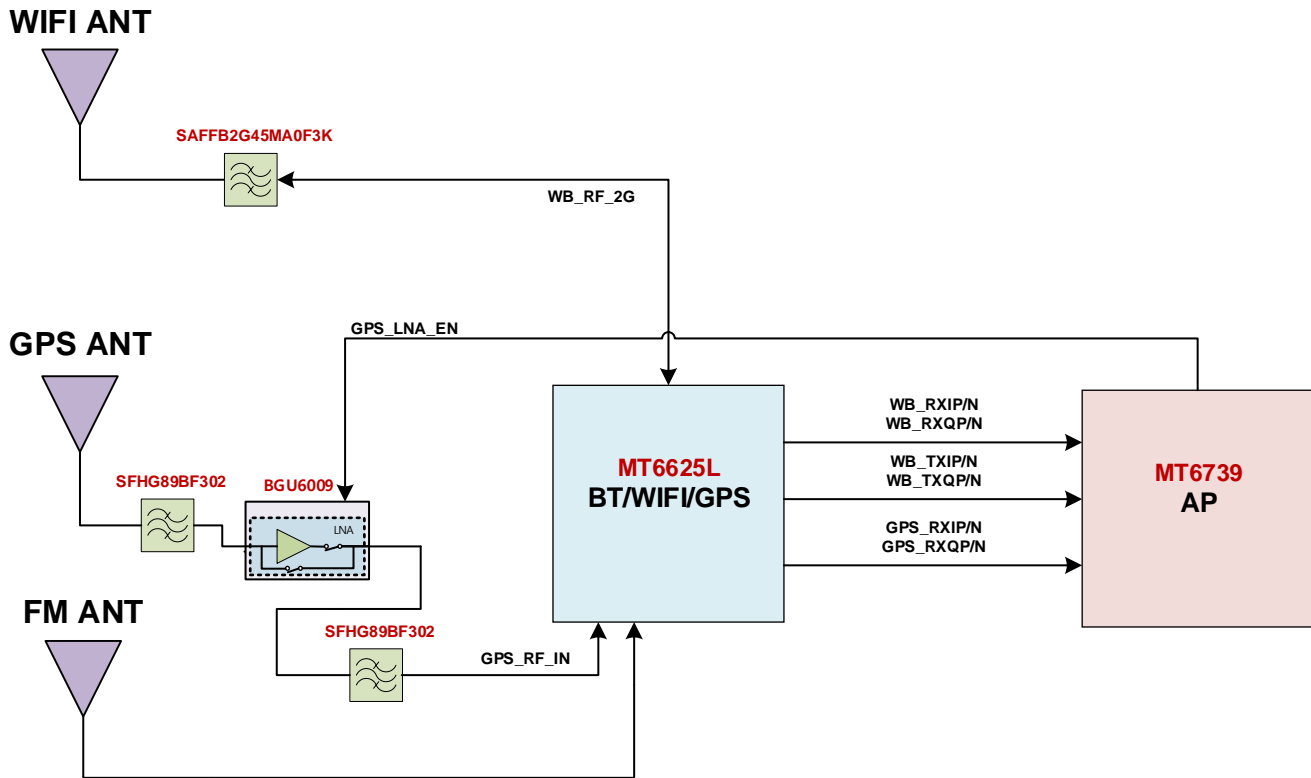 WIFI ANT
SAFFB2G45MA0F3K
WB_RF_2G
GPS ANT
GPS_LNA_EN
SFHG89BF302
BGU6009
LNA
MT6625L
BT/WIFI/GPS
WB_RXIP/N
WB_RXQP/N
WB_TXIP/N
WB_TXQP/N
GPS_RXIP/N
GPS_RXQP/N
MT6739
AP
FM ANT
SFHG89BF302
GPS_RF_IN